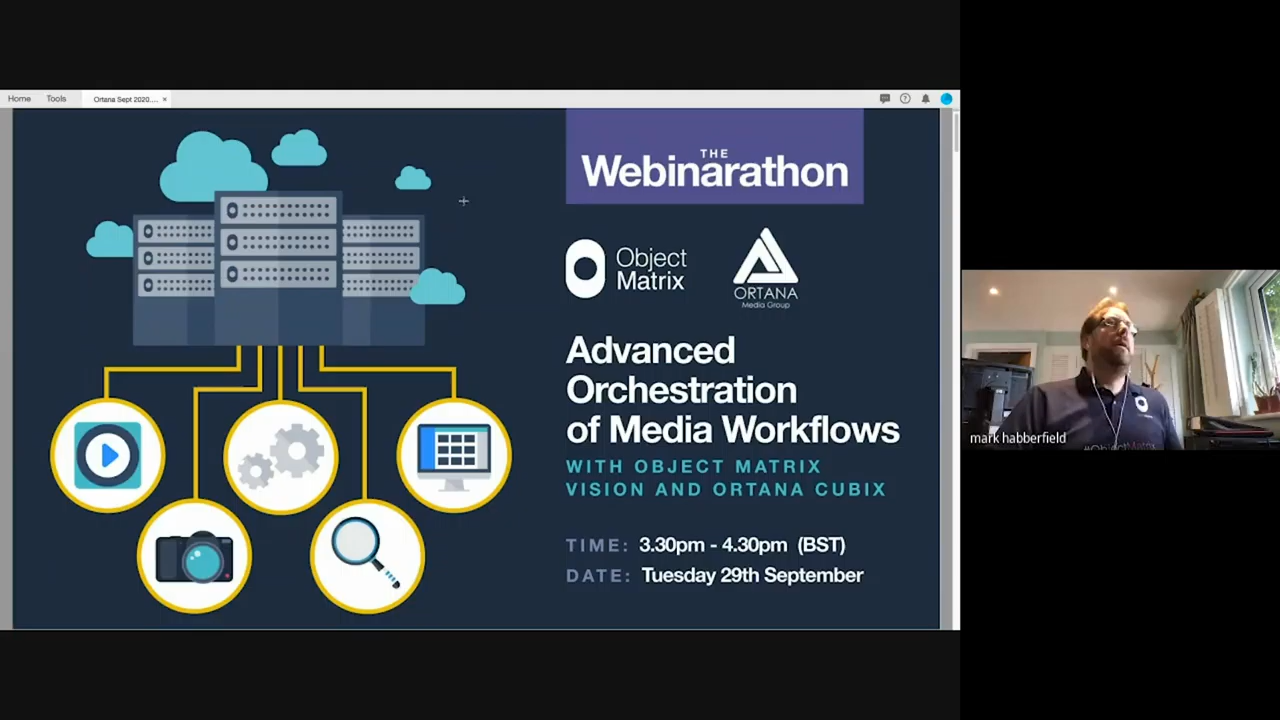 Home
Tools
Ortana Sept 2020....
THE
Webinarathon
Object
Matrix
ORTANA
Media Group
Advanced
Orchestration
of Media Workflows
WITH OBJECT MATRIX
VISION AND ORTANA CUBIX
TIME: 3.30pm - 4.30pm (BST)
DATE: Tuesday 29th September
mark habberfield
#ObjectMatrix